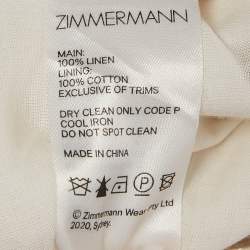 ZIMMERMANN
MAIN:
100% LINEN
LINING:
100% COTTON
EXCLUSIVE OF TRIMS
DRY CLEAN ONLY CODE P
COOL IRON
DO NOT SPOT CLEAN
MADE IN CHINA
P
© Zimmermann Wear Pty Ltd
2020, Sydney.